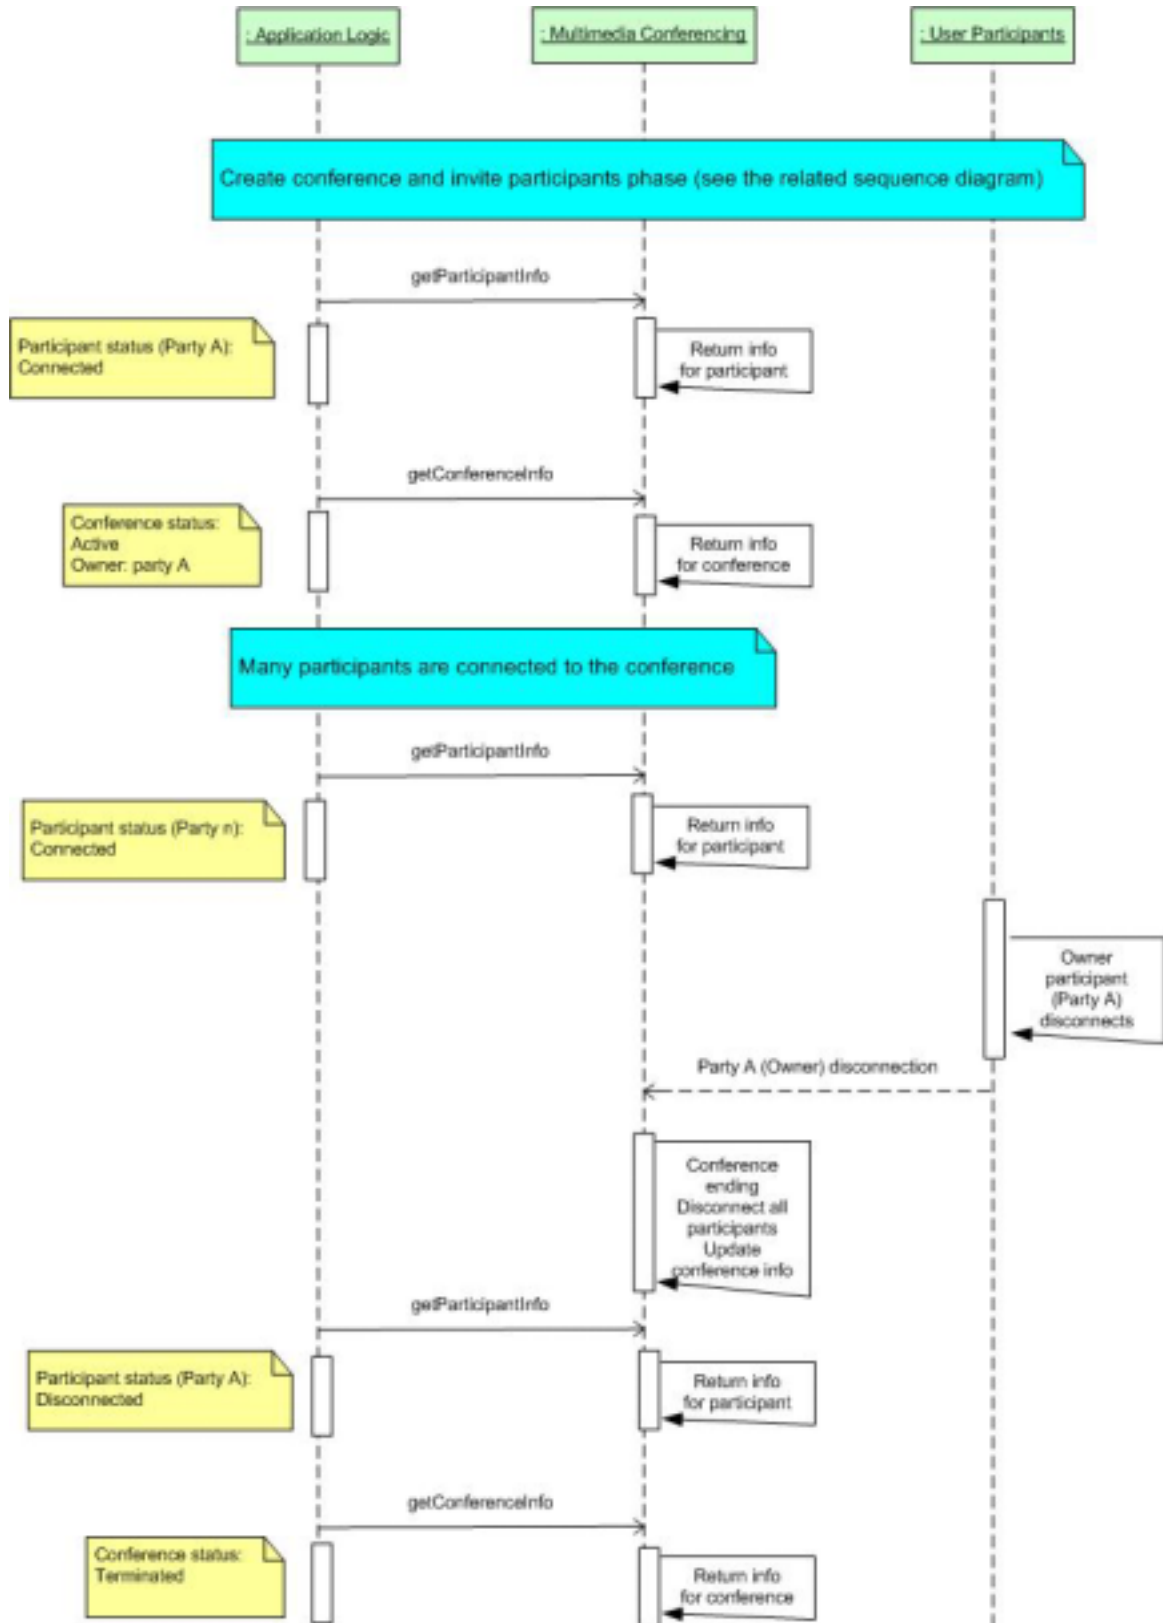 : Application Logic
: Multimedia Conferencing
: User Participants
Create conference and invite participants phase (see the related sequence diagram)
getParticipantInfo
Participant status (Party A):
Connected
Return info
for participant
getConferenceInfo
Conference status:
Active
Owner: party A
Return info
for conference
Many participants are connected to the conference
getParticipantInfo
Participant status (Party n):
Connected
Return info
for participant
Owner
participant
(Party A)
disconnects
Party A (Owner) disconnection
Conference
ending
Disconnect all
participants
Update
conference info
getParticipantInfo
Participant status (Party A):
Disconnected
Return info
for participant
getConferenceInfo
Conference status:
Terminated
Return info
for conference